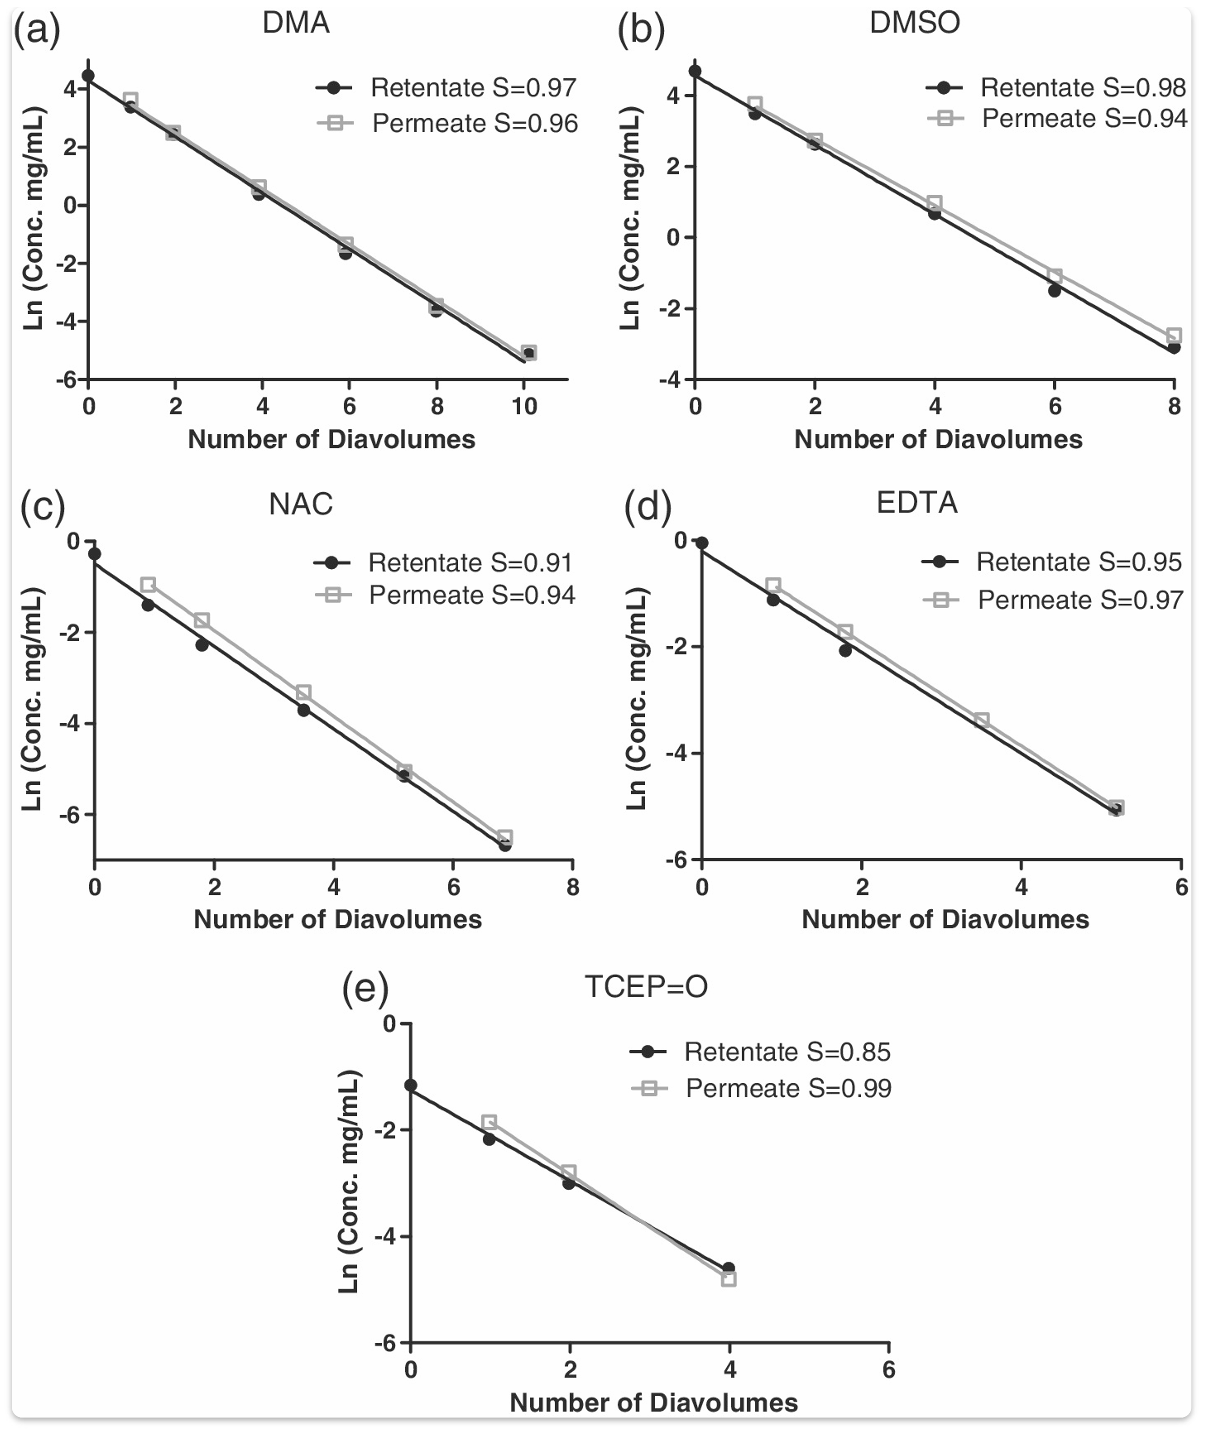 (a) DMA
Retentate S=0.97
Permeate S=0.96
Ln (Conc. mg/mL)
4
2
0
-2
-4
-6
0 2 4 6 8 10
Number of Diavolumes
(b) DMSO
Retentate S=0.98
Permeate S=0.94
Ln (Conc. mg/mL)
4
2
0
-2
-4
0 2 4 6 8
Number of Diavolumes
(c) NAC
Retentate S=0.91
Permeate S=0.94
Ln (Conc. mg/mL)
0
-2
-4
-6
0 2 4 6 8
Number of Diavolumes
(d) EDTA
Retentate S=0.95
Permeate S=0.97
Ln (Conc. mg/mL)
0
-2
-4
-6
0 2 4 6
Number of Diavolumes
(e) TCEP=O
Retentate S=0.85
Permeate S=0.99
Ln (Conc. mg/mL)
0
-2
-4
-6
0 2 4 6
Number of Diavolumes